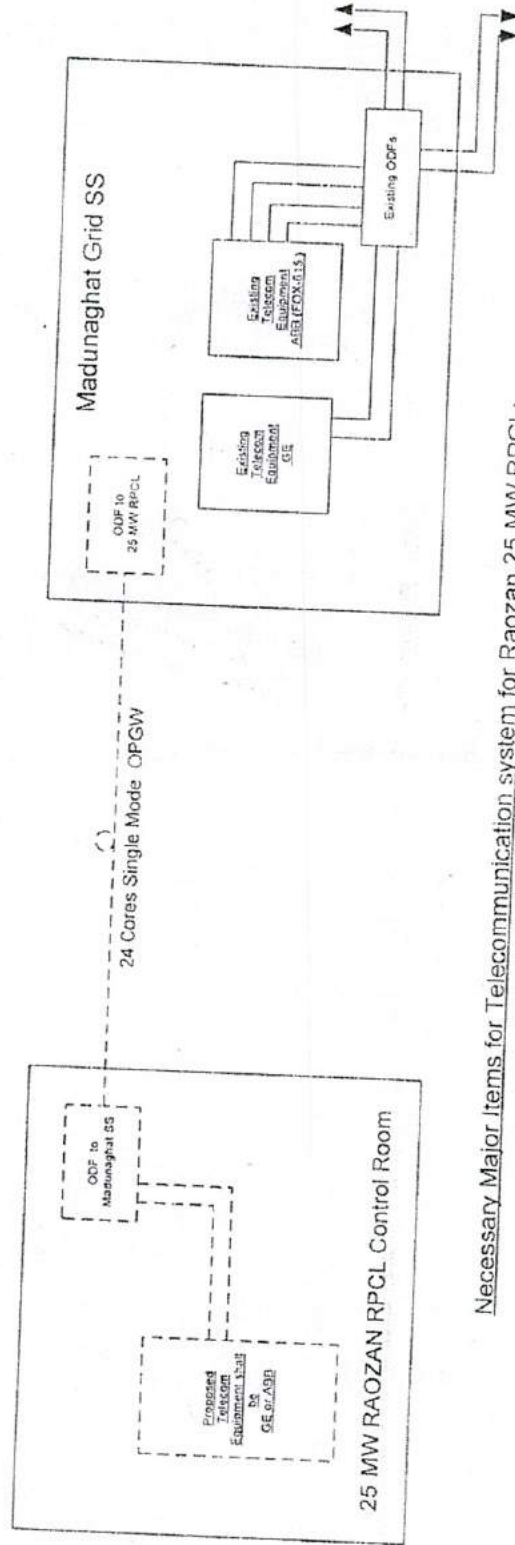 Madunaghat Grid SS
ODF to
25 MW RPCL
Existing
Telecom
Equipment
GE
Existing
Telecom
Equipment
ABB (FOX-615 )
Existing ODFs
24 Cores Single Mode OPGW
ODF to
Madunaghat SS
Proposed
Telecom
Equipment shall
be
GE or ABB
25 MW RAOZAN RPCL Control Room
Necessary Major Items for Telecommunication system for Raozan 25 MW RPCL: